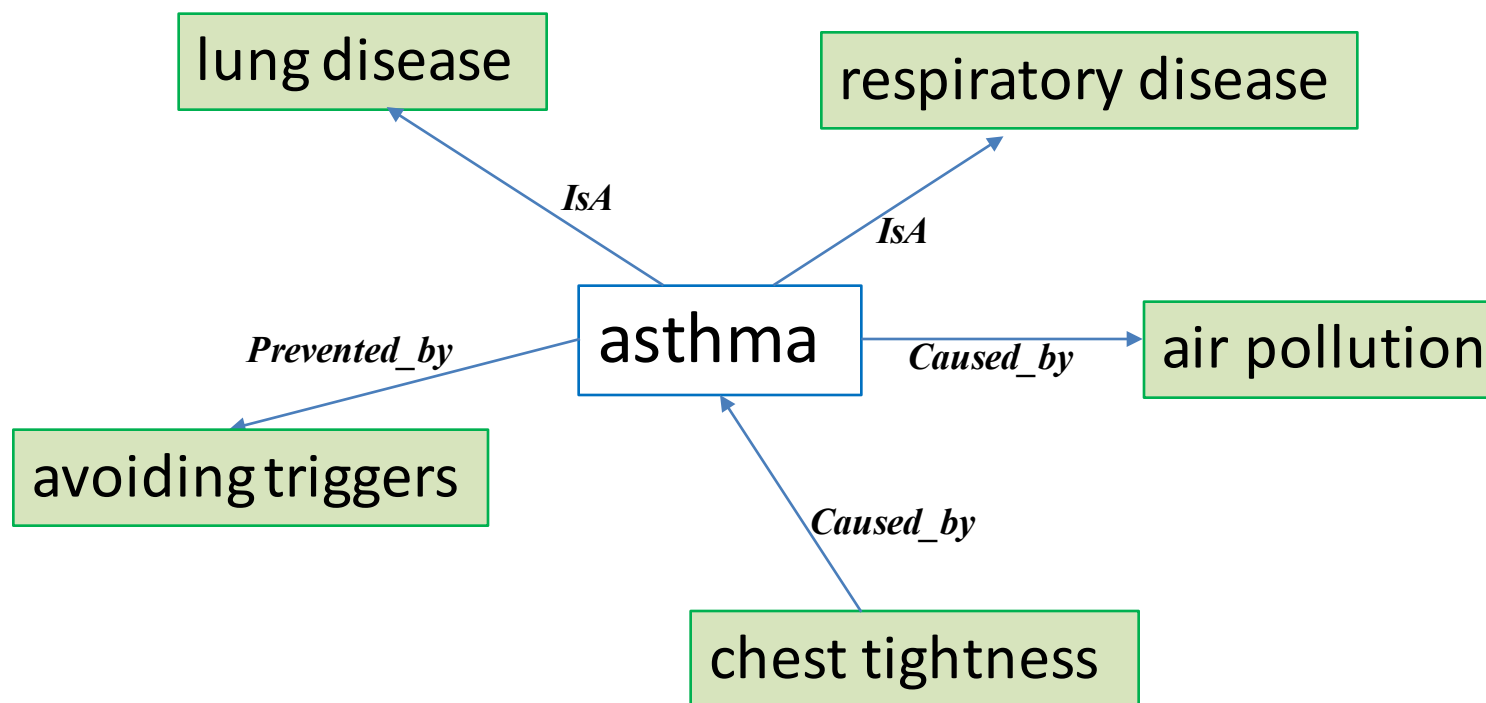 lung disease
respiratory disease
IsA
IsA
asthma
Prevented_by
Caused_by
air pollution
avoiding triggers
Caused_by
chest tightness